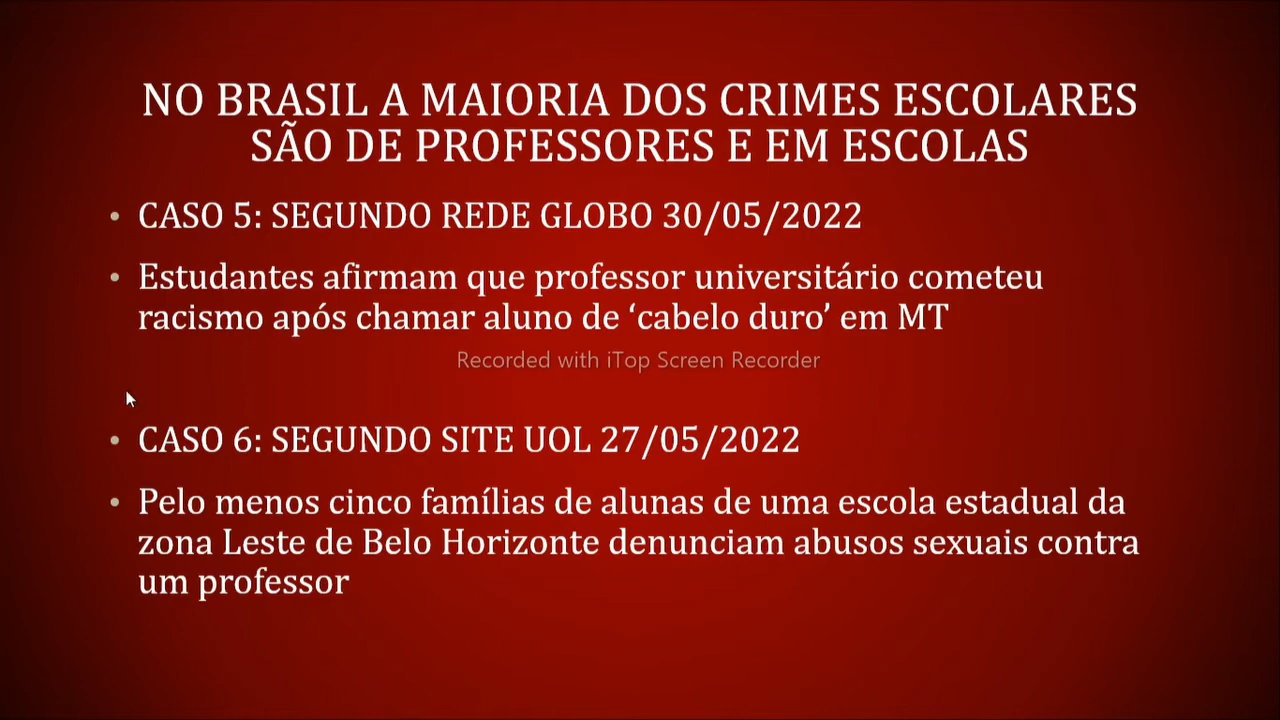 NO BRASIL A MAIORIA DOS CRIMES ESCOLARES
SÃO DE PROFESSORES E EM ESCOLAS
• CASO 5: SEGUNDO REDE GLOBO 30/05/2022
• Estudantes afirmam que professor universitário cometeu
racismo após chamar aluno de ‘cabelo duro’ em MT
Recorded with iTop Screen Recorder
• CASO 6: SEGUNDO SITE UOL 27/05/2022
• Pelo menos cinco famílias de alunas de uma escola estadual da
zona Leste de Belo Horizonte denunciam abusos sexuais contra
um professor